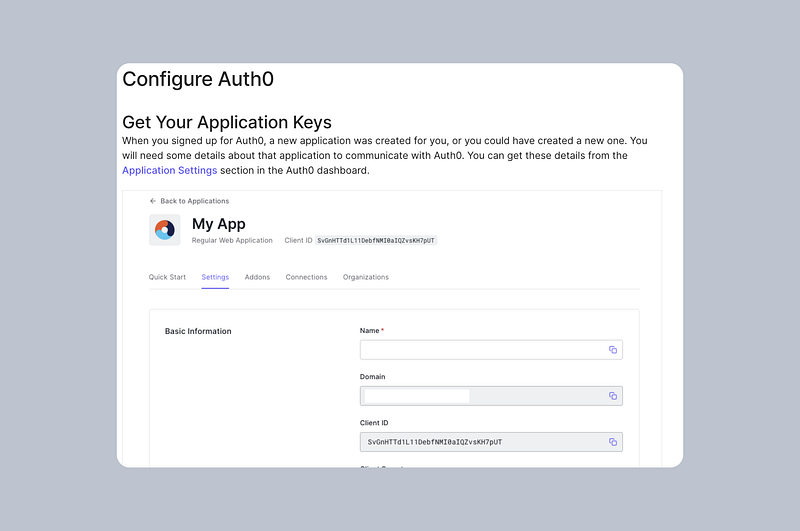 Configure Auth0
Get Your Application Keys
When you signed up for Auth0, a new application was created for you, or you could have created a new one. You
will need some details about that application to communicate with Auth0. You can get these details from the
Application Settings section in the Auth0 dashboard.
Back to Applications
My App
Regular Web Application Client ID SvGnHTTd1L11DebfNMI0aIQZvsKH7pUT
Quick Start Settings Addons Connections Organizations
Basic Information Name *
Domain
Client ID
SvGnHTTd1L11DebfNMI0aIQZvsKH7pUT